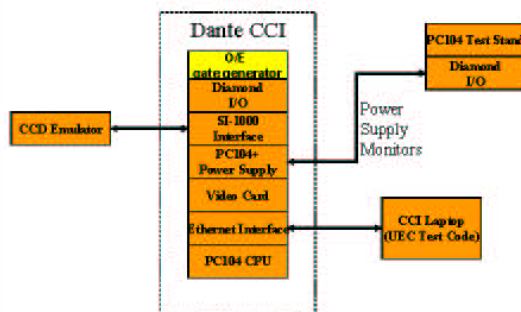 Dante CCI
O/E
gate generator
Diamond
I/O
SI-1000
Interface
PC104+
Power Supply
Video Card
Ethernet Interface
PC104 CPU
CCD Emulator
PC104 Test Stand
Diamond
I/O
Power
Supply
Monitors
CCI Laptop
(UEC Test Code)